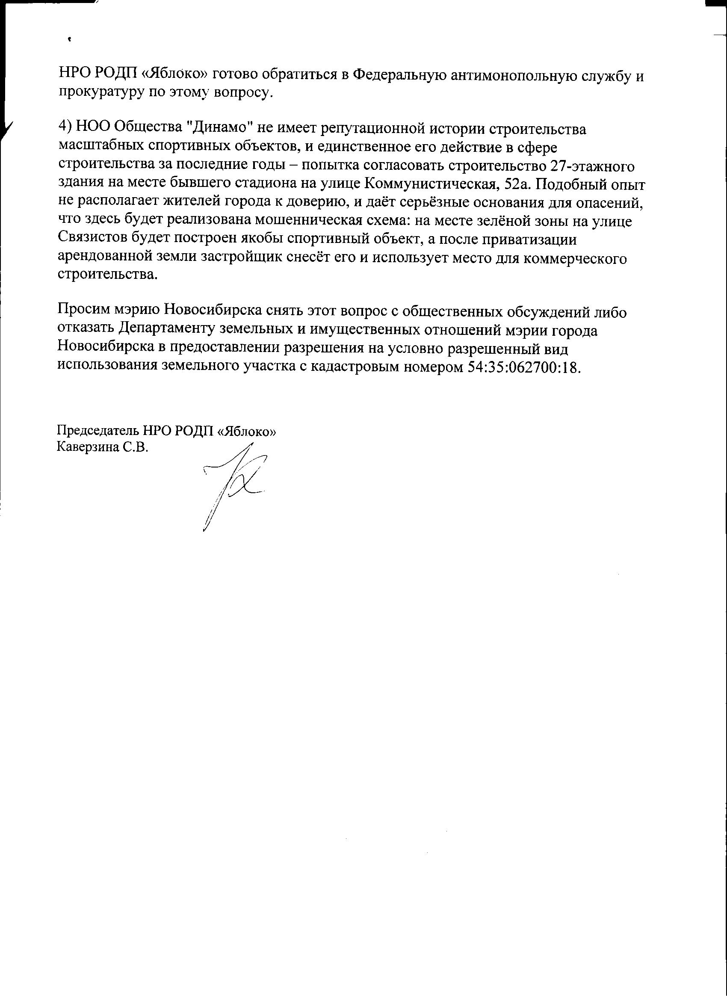 НРО РОДП «Яблоко» готово обратиться в Федеральную антимонопольную службу и
прокуратуру по этому вопросу.
4) НОО Общества "Динамо" не имеет репутационной истории строительства
масштабных спортивных объектов, и единственное его действие в сфере
строительства за последние годы – попытка согласовать строительство 27-этажного
здания на месте бывшего стадиона на улице Коммунистическая, 52а. Подобный опыт
не располагает жителей города к доверию, и даёт серьёзные основания для опасений,
что здесь будет реализована мошенническая схема: на месте зелёной зоны на улице
Связистов будет построен якобы спортивный объект, а после приватизации
арендованной земли застройщик снесёт его и использует место для коммерческого
строительства.
Просим мэрию Новосибирска снять этот вопрос с общественных обсуждений либо
отказать Департаменту земельных и имущественных отношений мэрии города
Новосибирска в предоставлении разрешения на условно разрешенный вид
использования земельного участка с кадастровым номером 54:35:062700:18.
Председатель НРО РОДП «Яблоко»
Каверзина С.В.